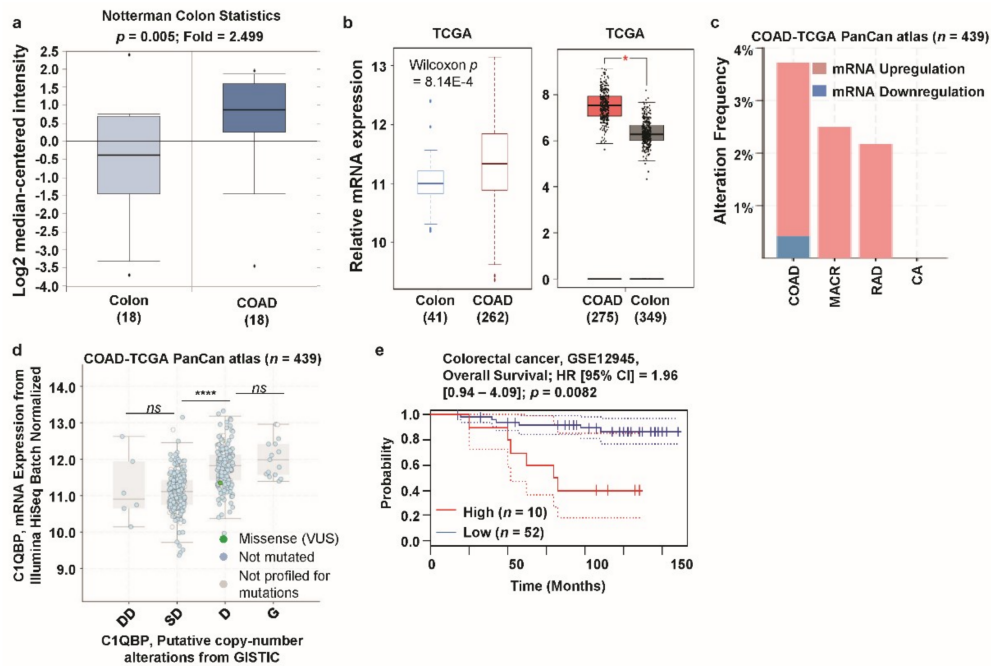 a
Notterman Colon Statistics
p = 0.005; Fold = 2.499
Log2 median-centered intensity
2.5
2.0
1.5
1.0
0.5
0.0
-0.5
-1.0
-1.5
-2.0
-2.5
-3.0
-3.5
-4.0
Colon
(18)
COAD
(18)
b
TCGA
Relative mRNA expression
13
12
11
10
Wilcoxon p
= 8.14E-4
Colon
(41)
COAD
(262)
TCGA
*
8
6
4
2
0
COAD
(275)
Colon
(349)
c
COAD-TCGA PanCan atlas (n = 439)
Alteration Frequency
4%
3%
2%
1%
mRNA Upregulation
mRNA Downregulation
COAD
MACR
RAD
CA
d
COAD-TCGA PanCan atlas (n = 439)
C1QBP, mRNA Expression from
Illumina HiSeq Batch Normalized
14.0
13.0
12.0
11.0
10.0
9.0
ns
****
ns
Missense (VUS)
Not mutated
Not profiled for
mutations
DD
SD
D
G
C1QBP, Putative copy-number
alterations from GISTIC
e
Colorectal cancer, GSE12945,
Overall Survival; HR [95% CI] = 1.96
[0.94 – 4.09]; p = 0.0082
Probability
1.0
0.8
0.6
0.4
0.2
0.0
High (n = 10)
Low (n = 52)
0
50
100
150
Time (Months)